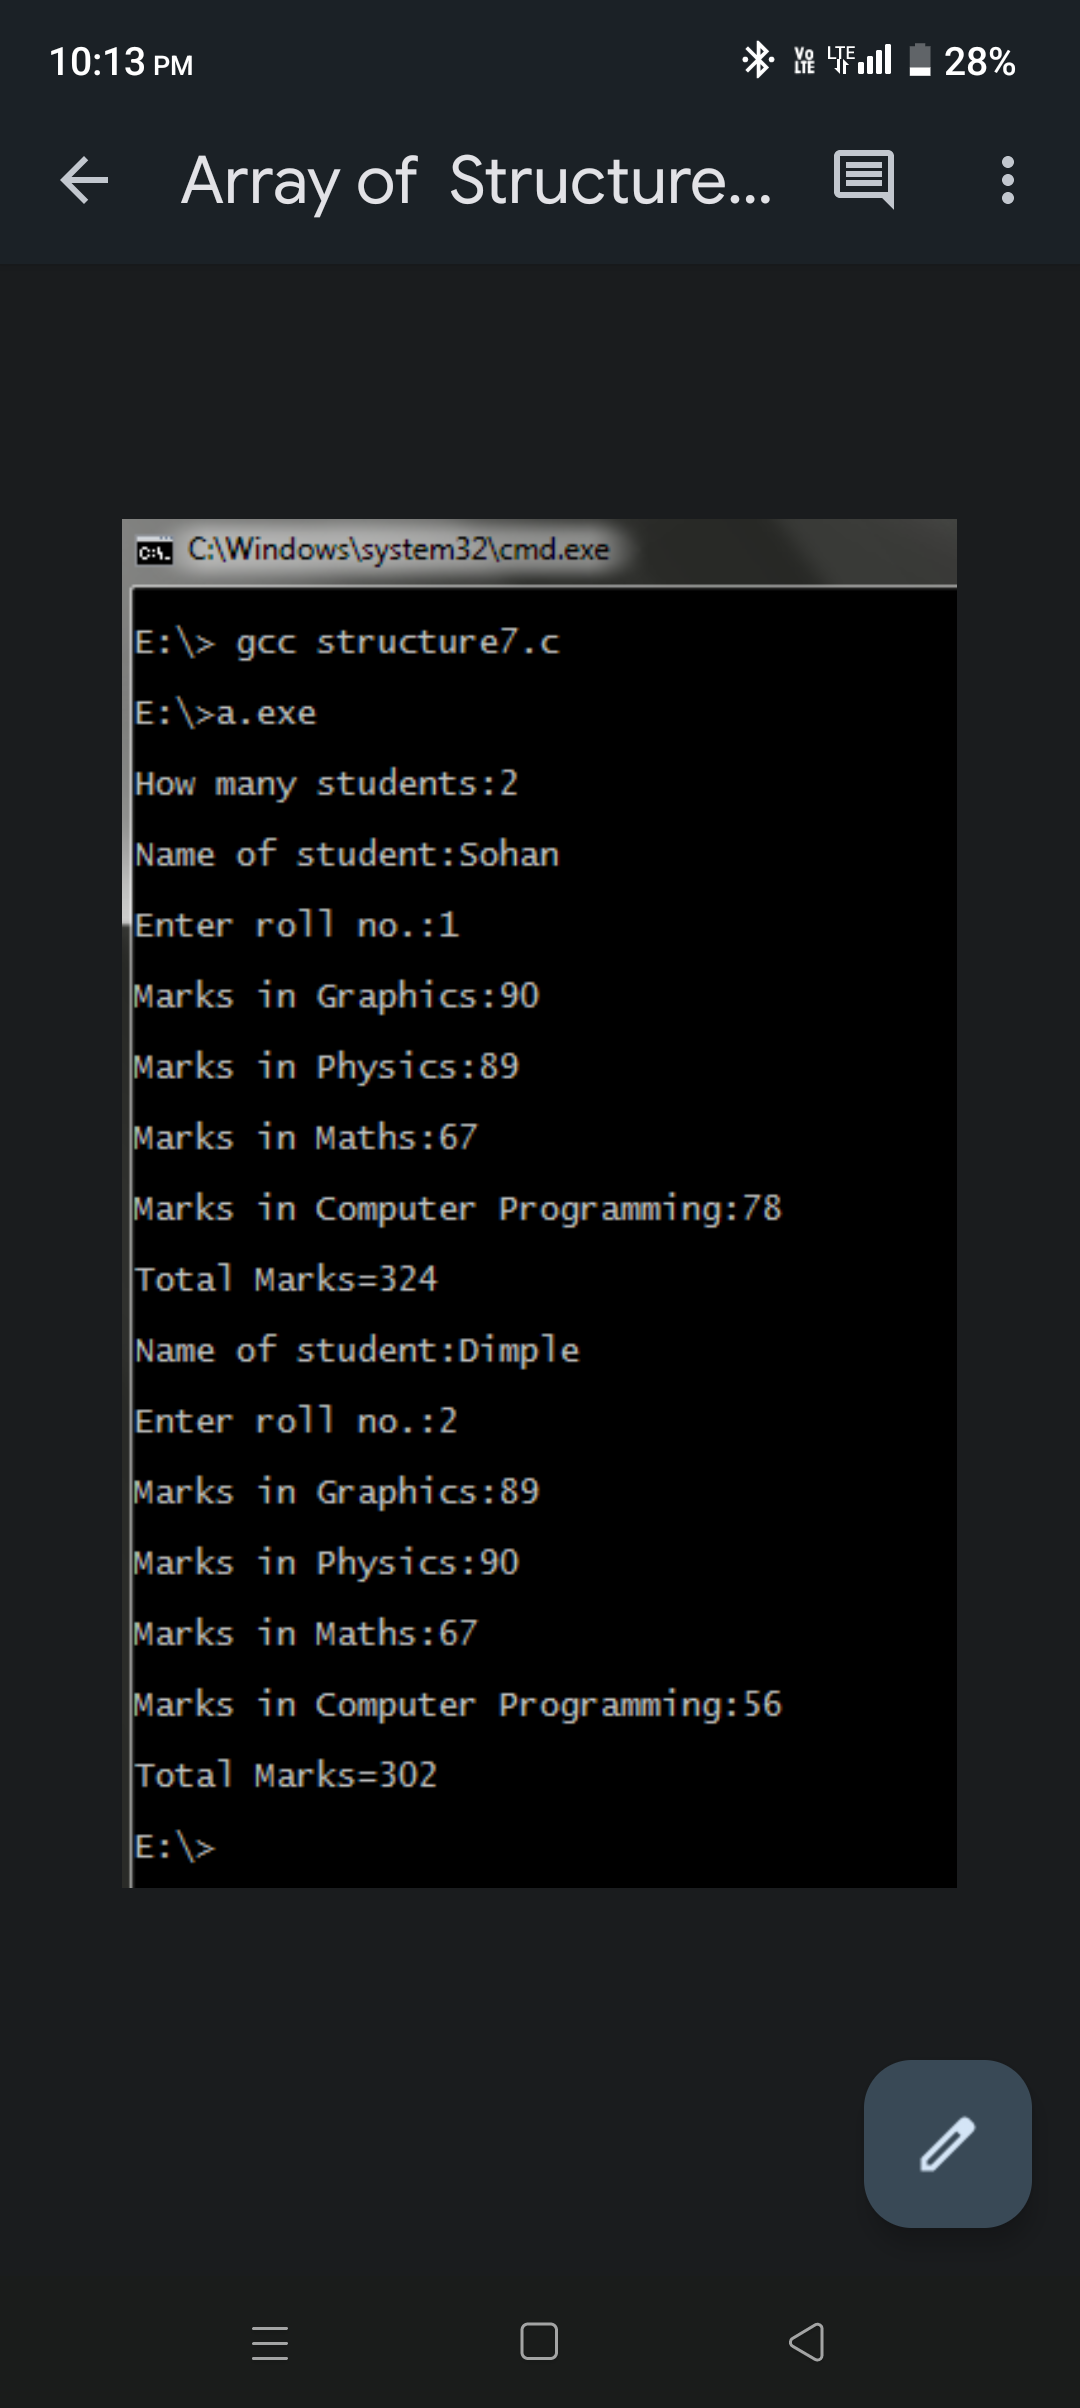 10:13 PM
Vo LTE LTE 28%
Array of Structure...
C:\Windows\system32\cmd.exe
E:\> gcc structure7.c
E:\>a.exe
How many students:2
Name of student:Sohan
Enter roll no.:1
Marks in Graphics:90
Marks in Physics:89
Marks in Maths:67
Marks in Computer Programming:78
Total Marks=324
Name of student:Dimple
Enter roll no.:2
Marks in Graphics:89
Marks in Physics:90
Marks in Maths:67
Marks in Computer Programming:56
Total Marks=302
E:\>